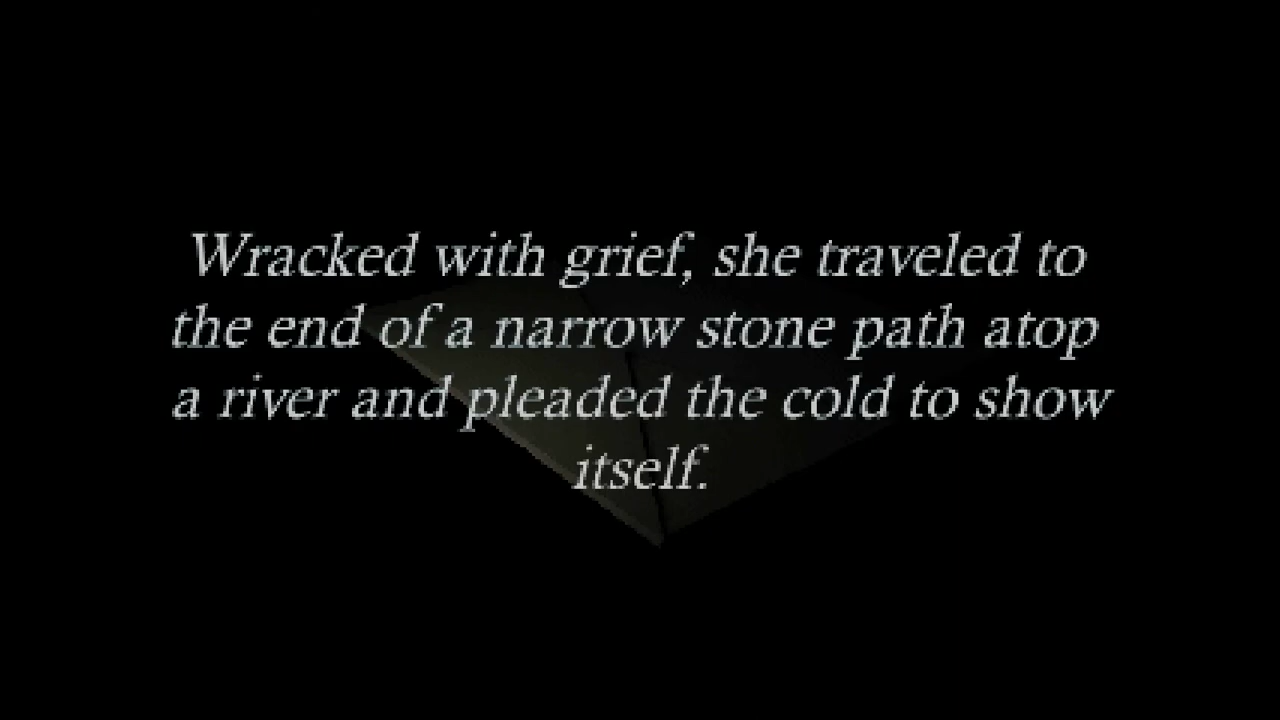 Wracked with grief, she traveled to
the end of a narrow stone path atop
a river and pleaded the cold to show
itself.